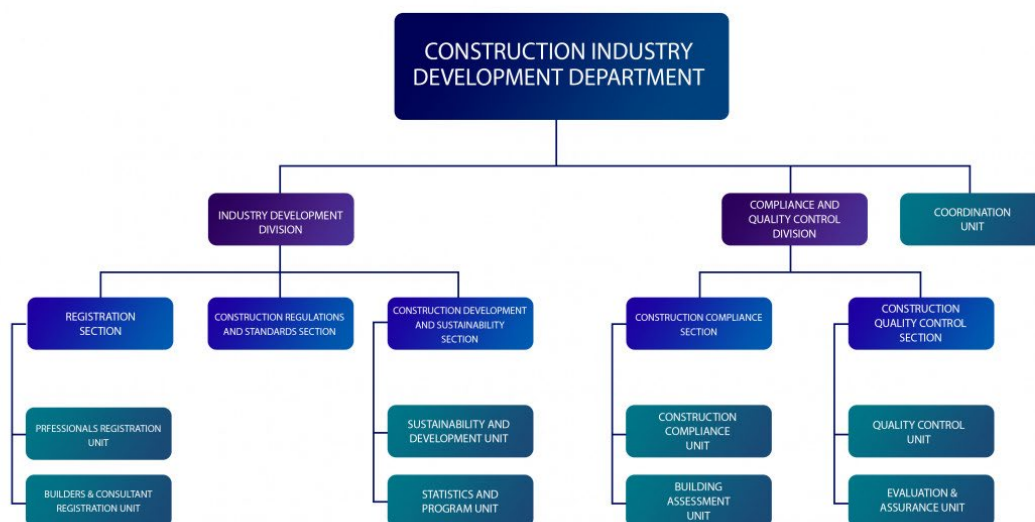 CONSTRUCTION INDUSTRY
DEVELOPMENT DEPARTMENT
INDUSTRY DEVELOPMENT
DIVISION
COMPLIANCE AND
QUALITY CONTROL
DIVISION
COORDINATION
UNIT
REGISTRATION
SECTION
CONSTRUCTION REGULATIONS
AND STANDARDS SECTION
CONSTRUCTION DEVELOPMENT
AND SUSTAINABILITY
SECTION
CONSTRUCTION COMPLIANCE
SECTION
CONSTRUCTION
QUALITY CONTROL
SECTION
PRFESSIONALS REGISTRATION
UNIT
SUSTAINABILITY AND
DEVELOPMENT UNIT
CONSTRUCTION
COMPLIANCE
UNIT
QUALITY CONTROL
UNIT
BUILDERS & CONSULTANT
REGISTRATION UNIT
STATISTICS AND
PROGRAM UNIT
BUILDING
ASSESSMENT
UNIT
EVALUATION &
ASSURANCE UNIT